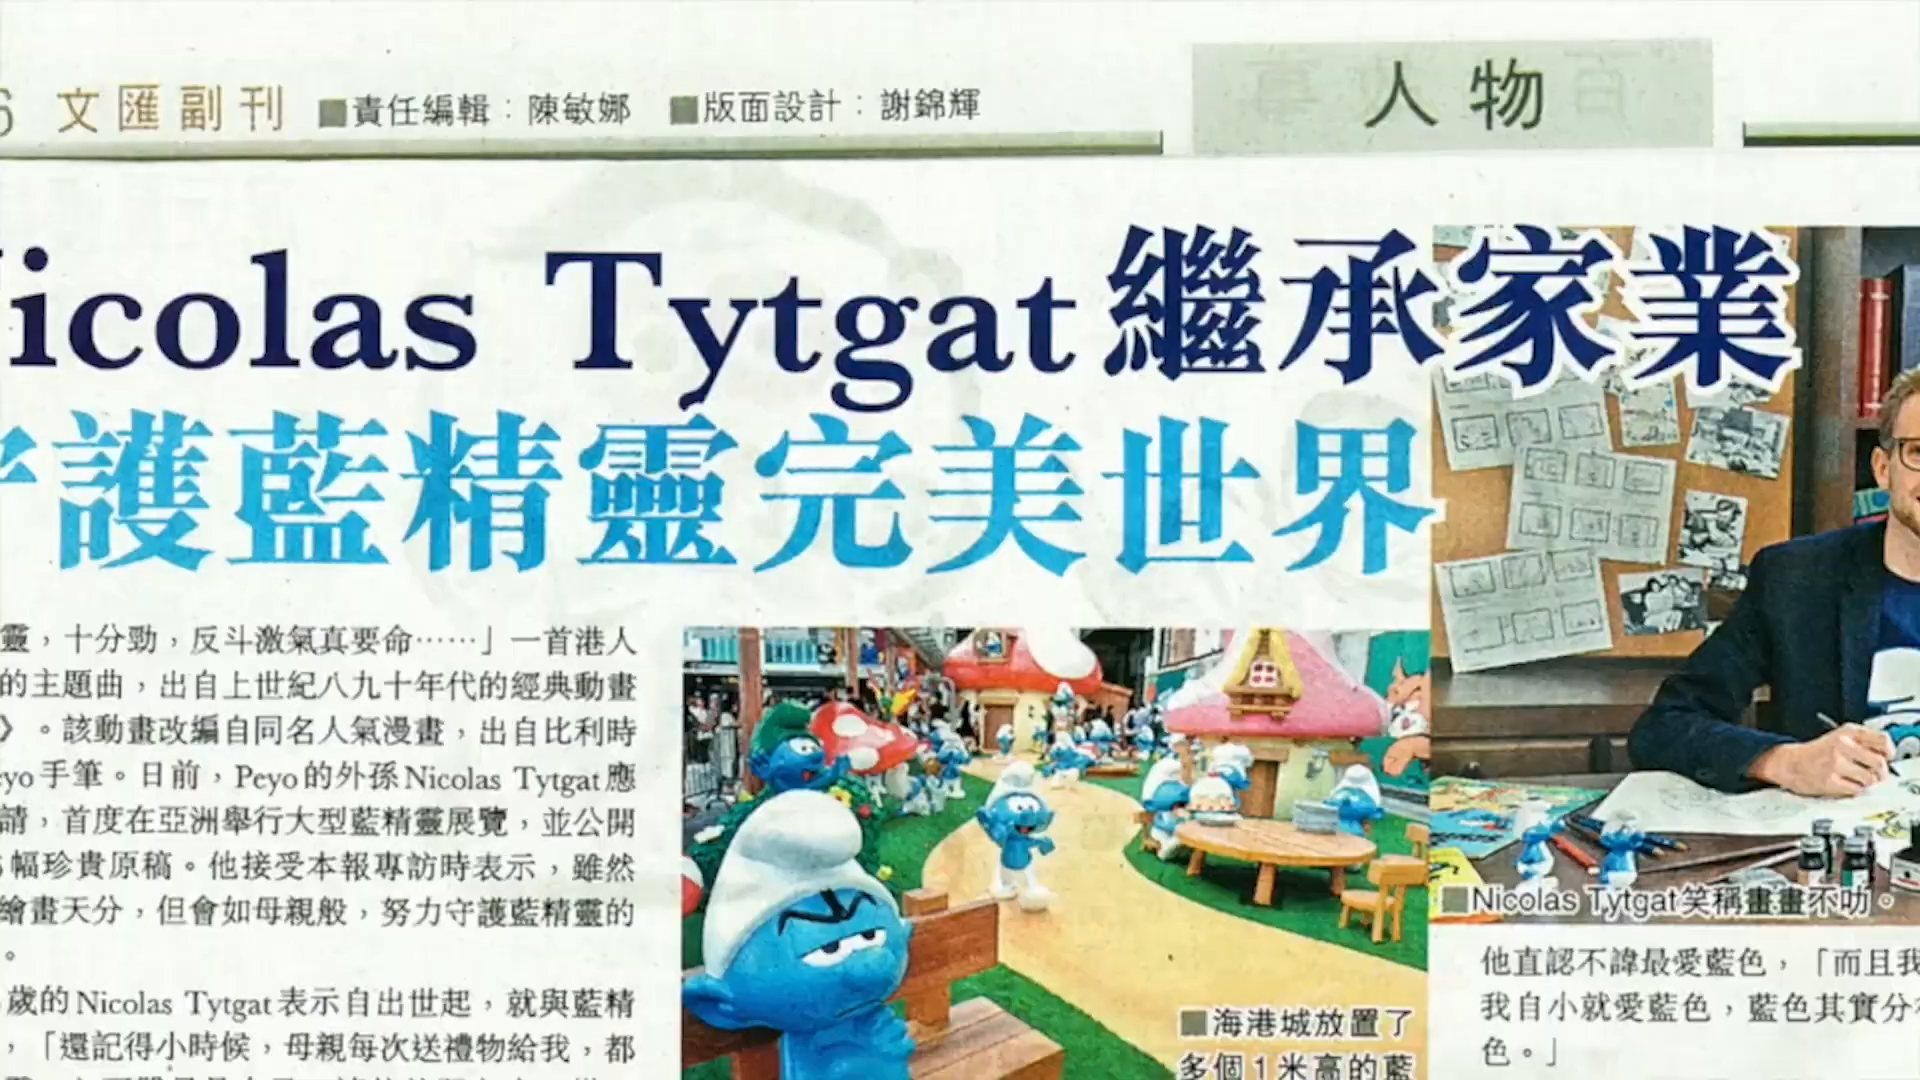 6 文匯副刊 ■責任編輯：陳敏娜 ■版面設計：謝錦輝
人物
Nicolas Tytgat繼承家業
守護藍精靈完美世界
靈，十分勁，反斗激氣真要命⋯⋯」一首港人
的主題曲，出自上世紀八九十年代的經典動畫
》。該動畫改編自同名人氣漫畫，出自比利時
eyo手筆。日前，Peyo的外孫Nicolas Tytgat應
請，首度在亞洲舉行大型藍精靈展覽，並公開
幅珍貴原稿。他接受本報專訪時表示，雖然
繪畫天分，但會如母親般，努力守護藍精靈的
。
歲的Nicolas Tytgat表示自出世起，就與藍精
，「還記得小時候，母親每次送禮物給我，都
■海港城放置了
多個1米高的藍
■Nicolas Tytgat笑稱畫畫不叻。
他直認不諱最愛藍色，「而且我
我自小就愛藍色，藍色其實分
色。」